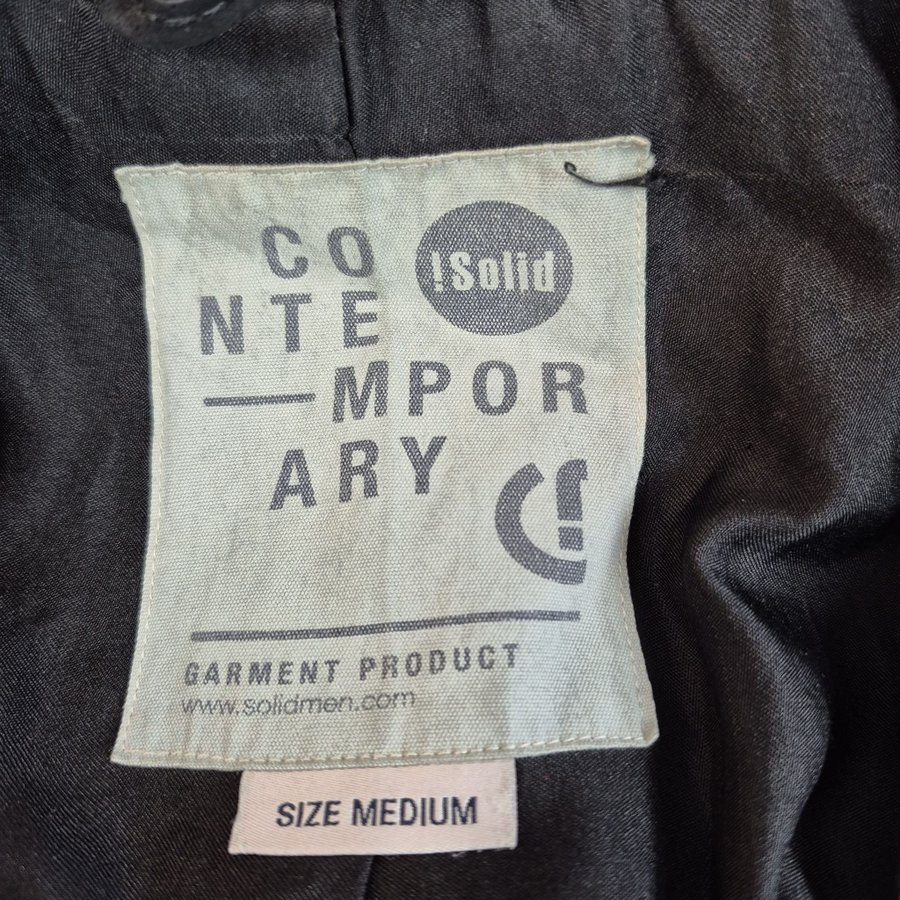 CO
!Solid
NTE
MPOR
ARY
GARMENT PRODUCT
www.solidmen.com
SIZE MEDIUM